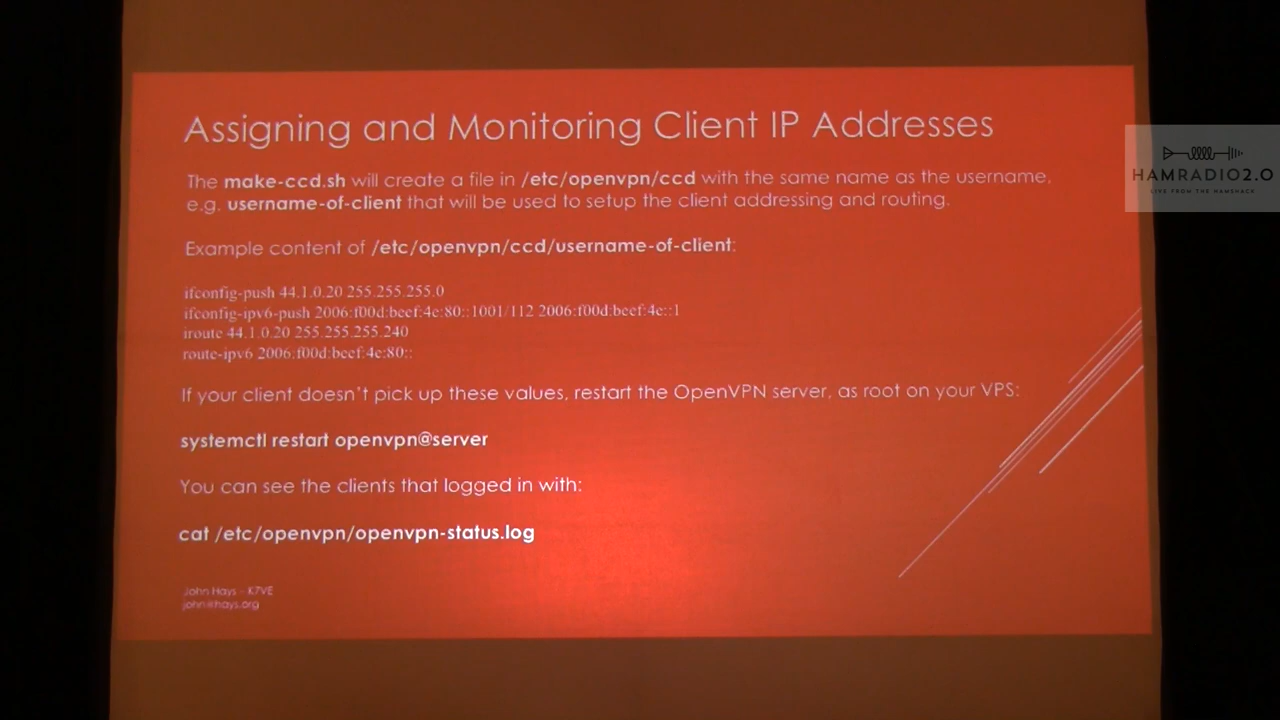 Assigning and Monitoring Client IP Addresses
The make-ccd.sh will create a file in /etc/openvpn/ccd with the same name as the username,
e.g. username-of-client that will be used to setup the client addressing and routing.
Example content of /etc/openvpn/ccd/username-of-client:
ifconfig-push 44.1.0.20 255.255.255.0
ifconfig-ipv6-push 2006:f00d:beef:4e:80::1001/112 2006:f00d:beef:4e::1
iroute 44.1.0.20 255.255.255.240
route-ipv6 2006:f00d:beef:4e:80::
If your client doesn't pick up these values, restart the OpenVPN server, as root on your VPS:
systemctl restart openvpn@server
You can see the clients that logged in with:
cat /etc/openvpn/openvpn-status.log
John Hays - K7VE
john@hays.org
HAMRADIO2.0
LIVE FROM THE HAMSHACK